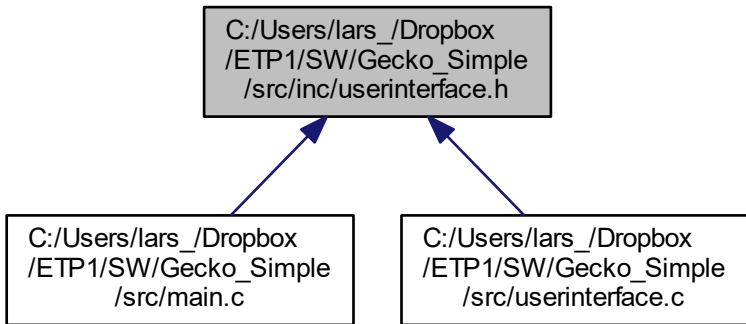 C:/Users/lars_/Dropbox
/ETP1/SW/Gecko_Simple
/src/inc/userinterface.h
C:/Users/lars_/Dropbox
/ETP1/SW/Gecko_Simple
/src/main.c
C:/Users/lars_/Dropbox
/ETP1/SW/Gecko_Simple
/src/userinterface.c